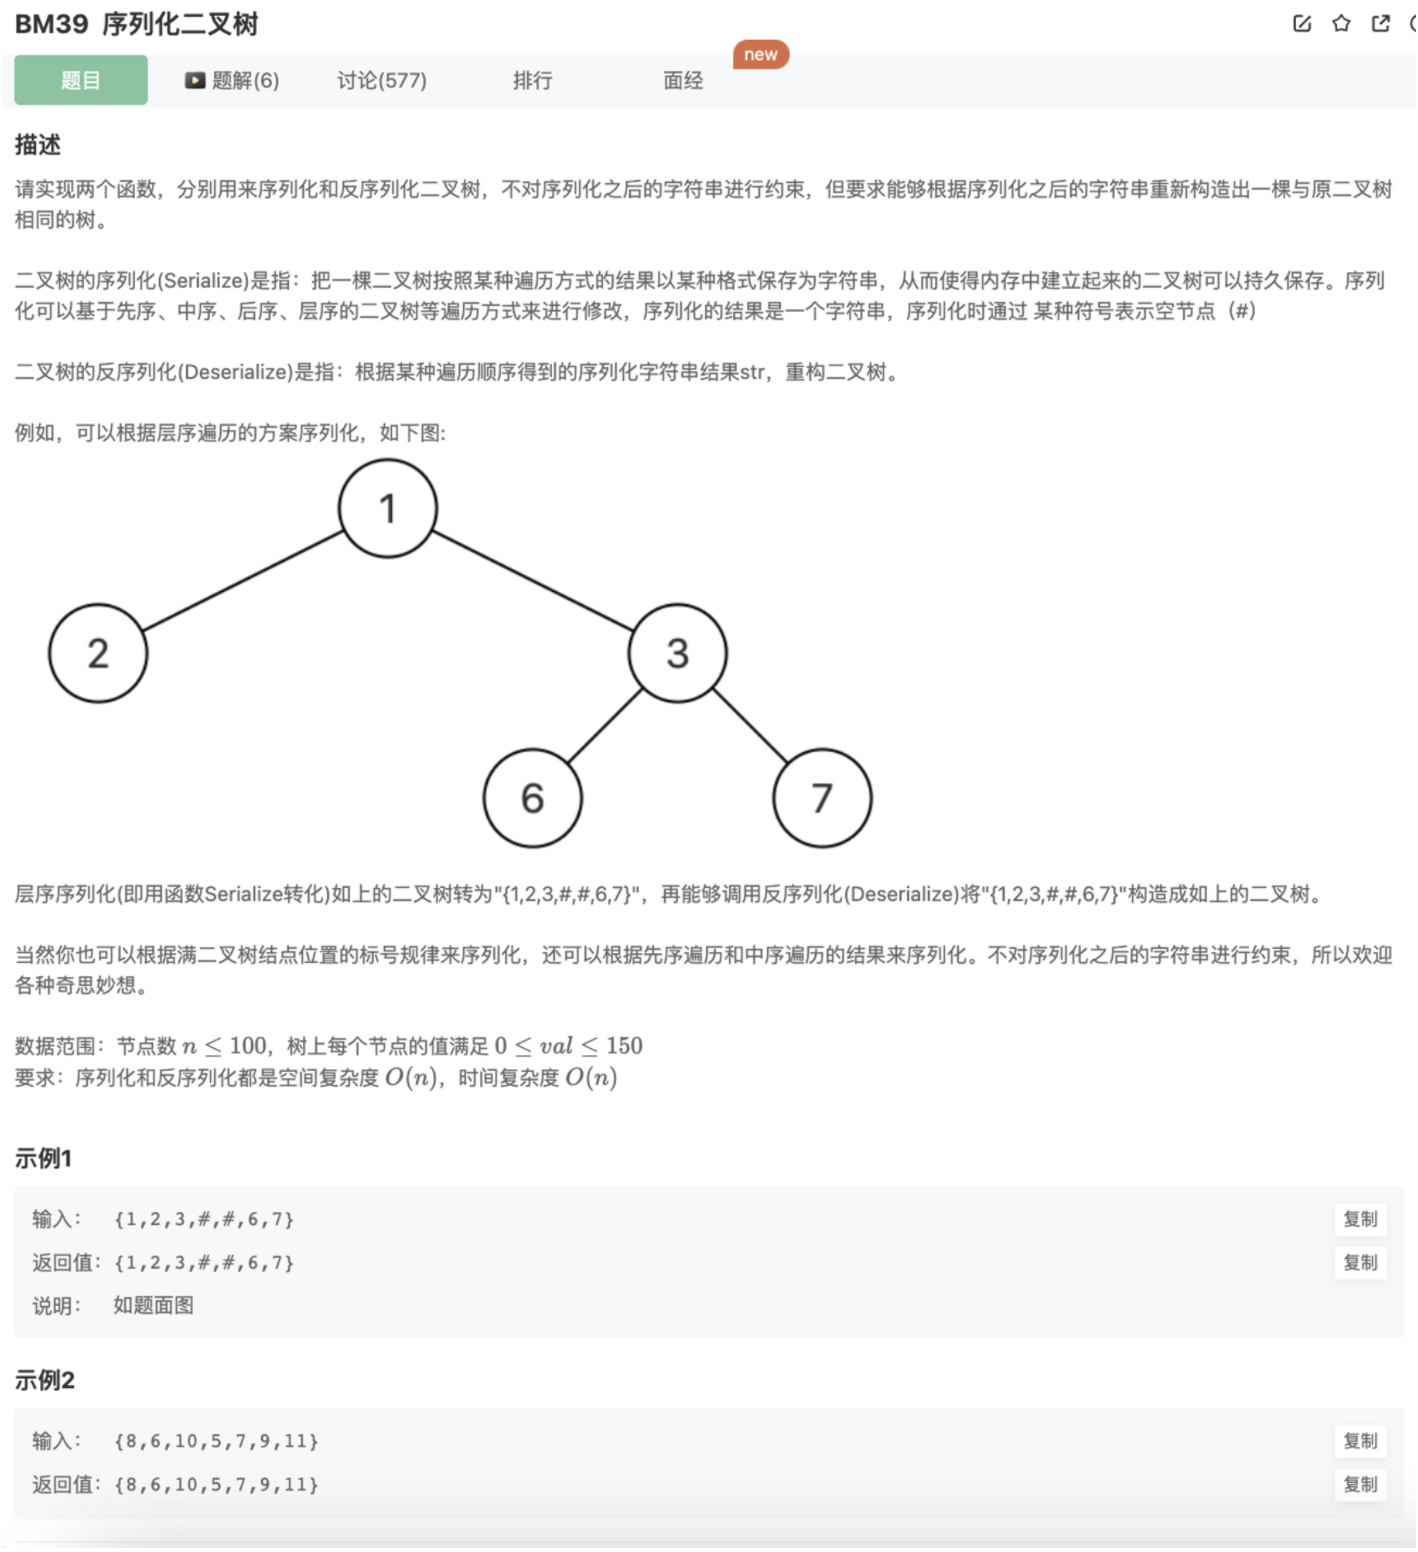 BM39 序列化二叉树
new
题目 题解(6) 讨论(577) 排行 面经
描述
请实现两个函数，分别用来序列化和反序列化二叉树，不对序列化之后的字符串进行约束，但要求能够根据序列化之后的字符串重新构造出一棵与原二叉树
相同的树。
二叉树的序列化(Serialize)是指：把一棵二叉树按照某种遍历方式的结果以某种格式保存为字符串，从而使得内存中建立起来的二叉树可以持久保存。序列
化可以基于先序、中序、后序、层序的二叉树等遍历方式来进行修改，序列化的结果是一个字符串，序列化时通过 某种符号表示空节点（#）
二叉树的反序列化(Deserialize)是指：根据某种遍历顺序得到的序列化字符串结果str，重构二叉树。
例如，可以根据层序遍历的方案序列化，如下图:
1
2 3
6 7
层序序列化(即用函数Serialize转化)如上的二叉树转为"{1,2,3,#,#,6,7}"，再能够调用反序列化(Deserialize)将"{1,2,3,#,#,6,7}"构造成如上的二叉树。
当然你也可以根据满二叉树结点位置的标号规律来序列化，还可以根据先序遍历和中序遍历的结果来序列化。不对序列化之后的字符串进行约束，所以欢迎
各种奇思妙想。
数据范围：节点数 n ≤ 100，树上每个节点的值满足 0 ≤ val ≤ 150
要求：序列化和反序列化都是空间复杂度 O(n)，时间复杂度 O(n)
示例1
输入： {1,2,3,#,#,6,7} 复制
返回值：{1,2,3,#,#,6,7} 复制
说明： 如题面图
示例2
输入： {8,6,10,5,7,9,11} 复制
返回值：{8,6,10,5,7,9,11} 复制